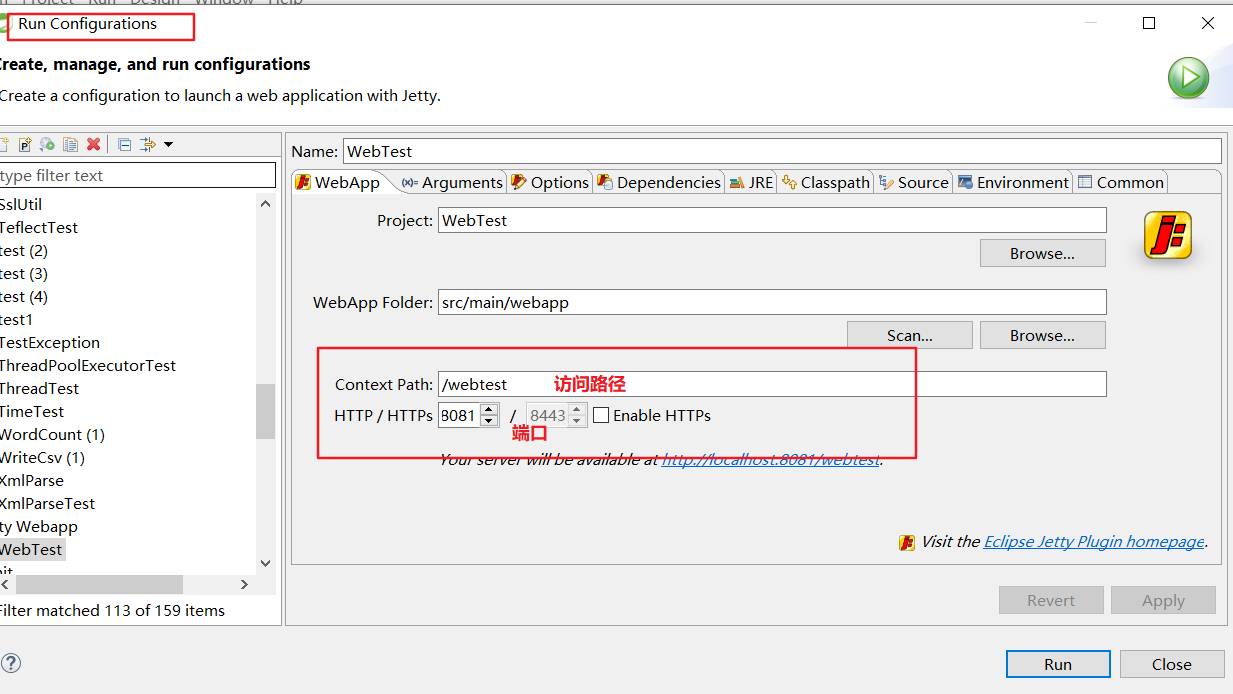 Run Configurations
Create, manage, and run configurations
Create a configuration to launch a web application with Jetty.
type filter text
SslUtil
TeflectTest
test (2)
test (3)
test (4)
test1
TestException
ThreadPoolExecutorTest
ThreadTest
TimeTest
WordCount (1)
WriteCsv (1)
XmlParse
XmlParseTest
ty Webapp
WebTest
Filter matched 113 of 159 items
Name: WebTest
WebApp (x)= Arguments Options Dependencies JRE Classpath Source Environment Common
Project: WebTest
Browse...
WebApp Folder: src/main/webapp
Scan... Browse...
Context Path: /webtest 访问路径
HTTP / HTTPs 8081 / 8443 Enable HTTPs
端口
Your server will be available at http://localhost:8081/webtest.
Visit the Eclipse Jetty Plugin homepage.
Revert Apply
Run Close